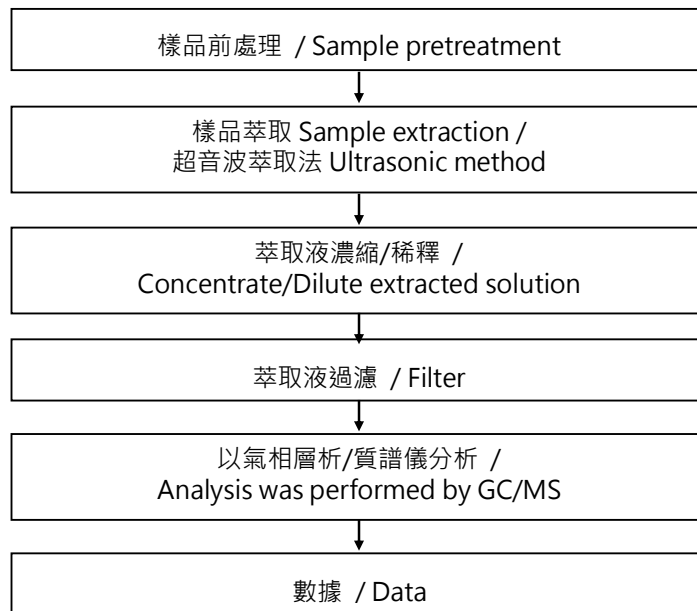 樣品前處理 / Sample pretreatment
樣品萃取 Sample extraction /
超音波萃取法 Ultrasonic method
萃取液濃縮/稀釋 /
Concentrate/Dilute extracted solution
萃取液過濾 / Filter
以氣相層析/質譜儀分析 /
Analysis was performed by GC/MS
數據 / Data